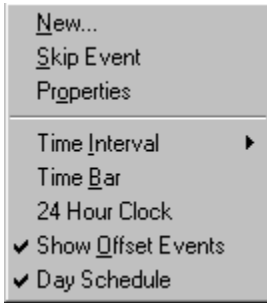 New...
Skip Event
Properties
Time Interval
Time Bar
24 Hour Clock
Show Offset Events
Day Schedule